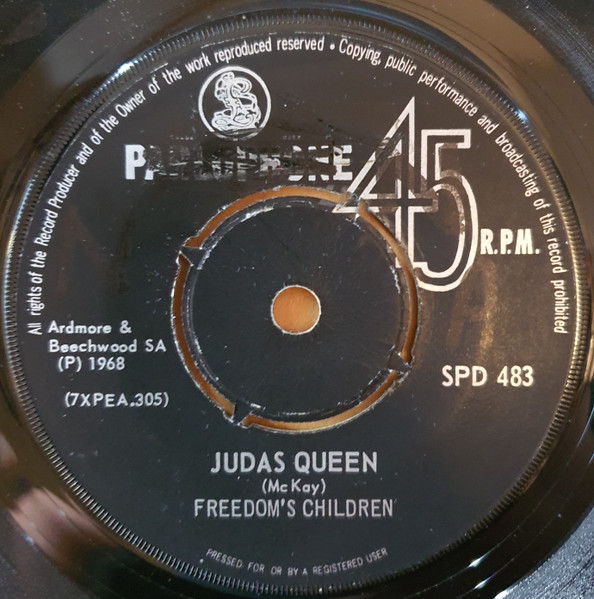 All rights of the Record Producer and of the Owner of the work reproduced reserved • Copying, public performance and broadcasting of this record prohibited
PARLOPHONE
45
R.P.M.
Ardmore &
Beechwood SA
(P) 1968
(7XPEA.305)
SPD 483
JUDAS QUEEN
(McKay)
FREEDOM'S CHILDREN
PRESSED FOR OR BY A REGISTERED USER